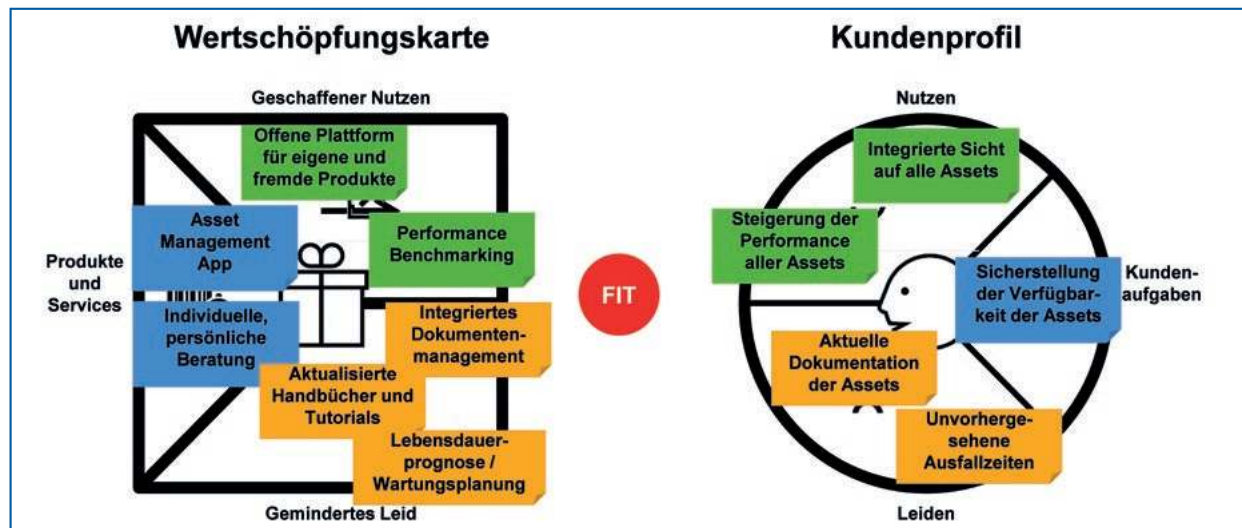 Wertschöpfungskarte
Geschaffener Nutzen
Offene Plattform
für eigene und
fremde Produkte
Asset
Management
App
Performance
Benchmarking
Produkte
und
Services
Individuelle,
persönliche
Beratung
Integriertes
Dokumenten-
management
Aktualisierte
Handbücher und
Tutorials
Lebensdauer-
prognose /
Wartungsplanung
Gemindertes Leid
FIT
Kundenprofil
Nutzen
Integrierte Sicht
auf alle Assets
Steigerung der
Performance
aller Assets
Sicherstellung
der Verfügbar-
keit der Assets
Kunden-
aufgaben
Aktuelle
Dokumentation
der Assets
Unvorherge-
sehene
Ausfallzeiten
Leiden